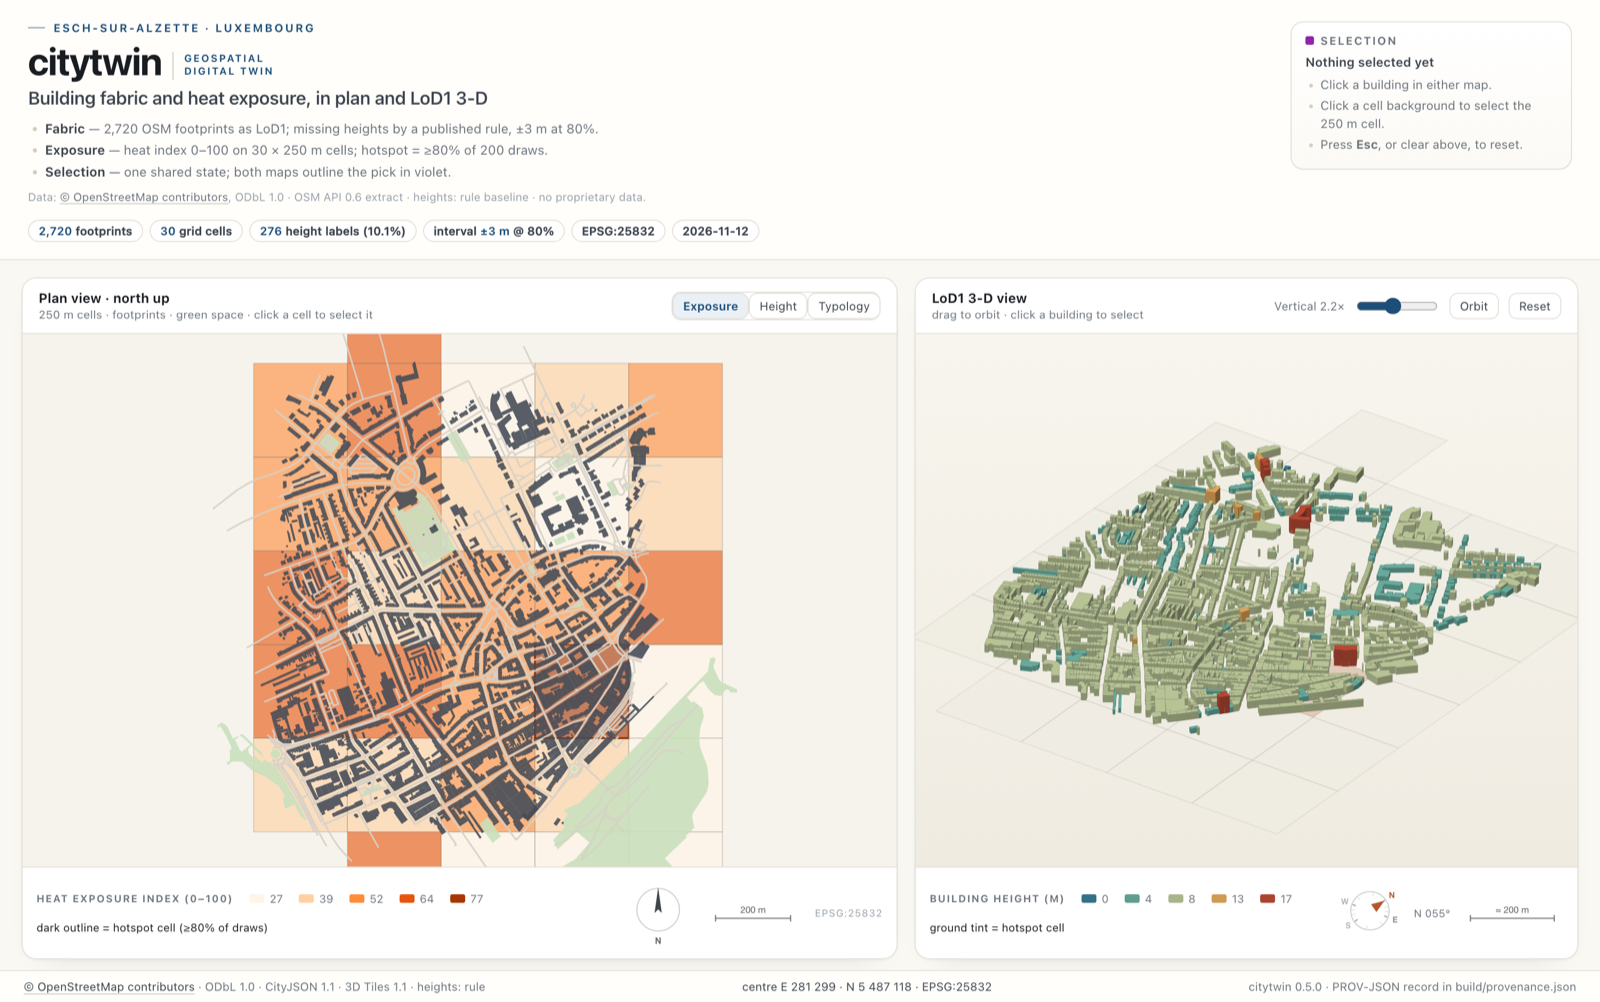 ESCH-SUR-ALZETTE · LUXEMBOURG
citytwin
GEOSPATIAL
DIGITAL TWIN
Building fabric and heat exposure, in plan and LoD1 3-D
• Fabric — 2,720 OSM footprints as LoD1; missing heights by a published rule, ±3 m at 80%.
• Exposure — heat index 0–100 on 30 × 250 m cells; hotspot = ≥80% of 200 draws.
• Selection — one shared state; both maps outline the pick in violet.
Data: © OpenStreetMap contributors, ODbL 1.0 · OSM API 0.6 extract · heights: rule baseline · no proprietary data.
2,720 footprints
30 grid cells
276 height labels (10.1%)
interval ±3 m @ 80%
EPSG:25832
2026-11-12
SELECTION
Nothing selected yet
• Click a building in either map.
• Click a cell background to select the
250 m cell.
• Press Esc, or clear above, to reset.
Plan view · north up
250 m cells · footprints · green space · click a cell to select it
Exposure
Height
Typology
HEAT EXPOSURE INDEX (0–100)
27
39
52
64
77
dark outline = hotspot cell (≥80% of draws)
N
200 m
EPSG:25832
LoD1 3-D view
drag to orbit · click a building to select
Vertical 2.2×
Orbit
Reset
BUILDING HEIGHT (M)
0
4
8
13
17
ground tint = hotspot cell
N
W
E
S
N 055°
≈ 200 m
© OpenStreetMap contributors · ODbL 1.0 · CityJSON 1.1 · 3D Tiles 1.1 · heights: rule
centre E 281 299 · N 5 487 118 · EPSG:25832
citytwin 0.5.0 · PROV-JSON record in build/provenance.json